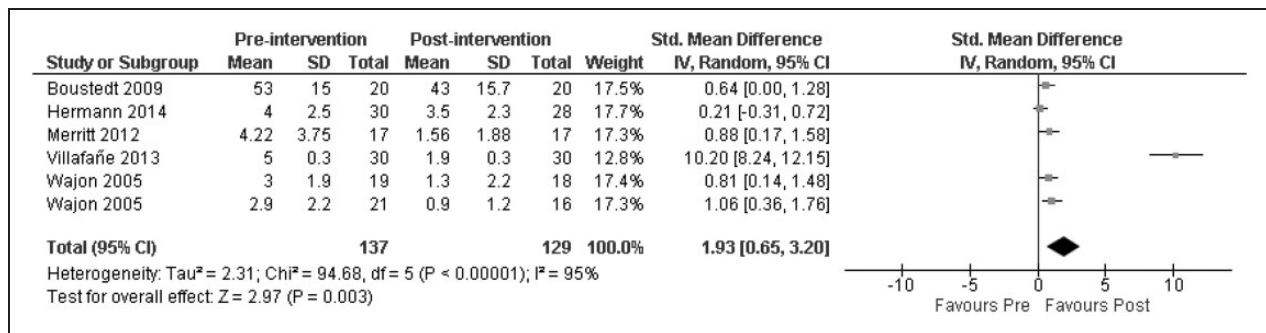 Pre-intervention Post-intervention Std. Mean Difference Std. Mean Difference
Study or Subgroup Mean SD Total Mean SD Total Weight IV, Random, 95% CI IV, Random, 95% CI
Boustedt 2009 53 15 20 43 15.7 20 17.5% 0.64 [0.00, 1.28]
Hermann 2014 4 2.5 30 3.5 2.3 28 17.7% 0.21 [-0.31, 0.72]
Merritt 2012 4.22 3.75 17 1.56 1.88 17 17.3% 0.88 [0.17, 1.58]
Villafañe 2013 5 0.3 30 1.9 0.3 30 12.8% 10.20 [8.24, 12.15]
Wajon 2005 3 1.9 19 1.3 2.2 18 17.4% 0.81 [0.14, 1.48]
Wajon 2005 2.9 2.2 21 0.9 1.2 16 17.3% 1.06 [0.36, 1.76]
Total (95% CI) 137 129 100.0% 1.93 [0.65, 3.20]
Heterogeneity: Tau² = 2.31; Chi² = 94.68, df = 5 (P < 0.00001); I² = 95%
Test for overall effect: Z = 2.97 (P = 0.003)
-10 -5 0 5 10
Favours Pre Favours Post